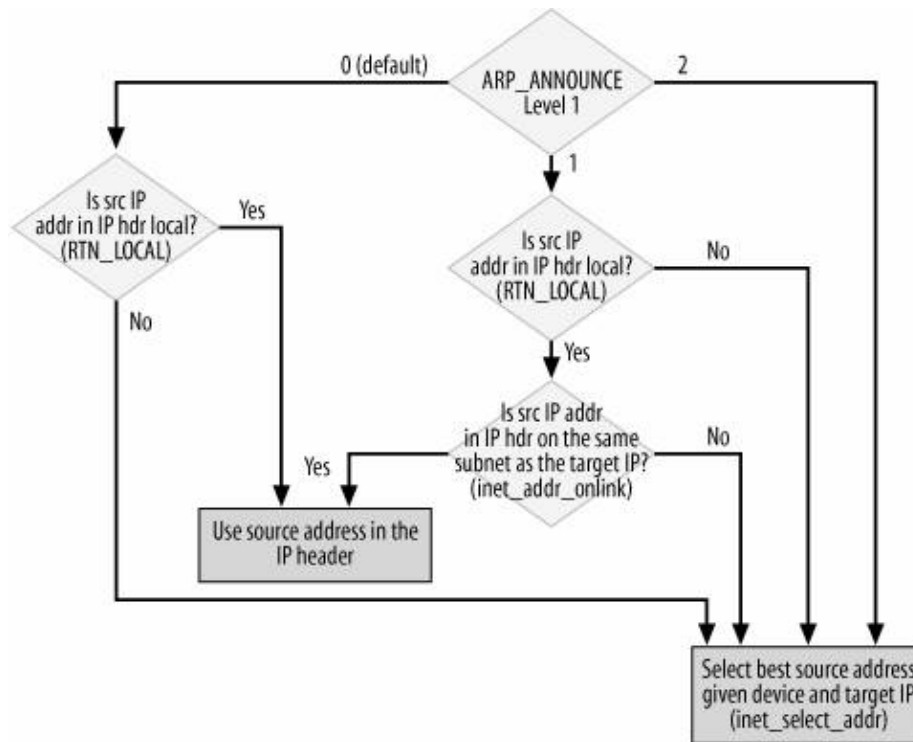 0 (default)
ARP_ANNOUNCE
Level 1
2
1
Is src IP
addr in IP hdr local?
(RTN_LOCAL)
Yes
No
Is src IP
addr in IP hdr local?
(RTN_LOCAL)
No
Yes
Is src IP addr
in IP hdr on the same
subnet as the target IP?
(inet_addr_onlink)
No
Yes
Use source address in the
IP header
Select best source address
given device and target IP
(inet_select_addr)